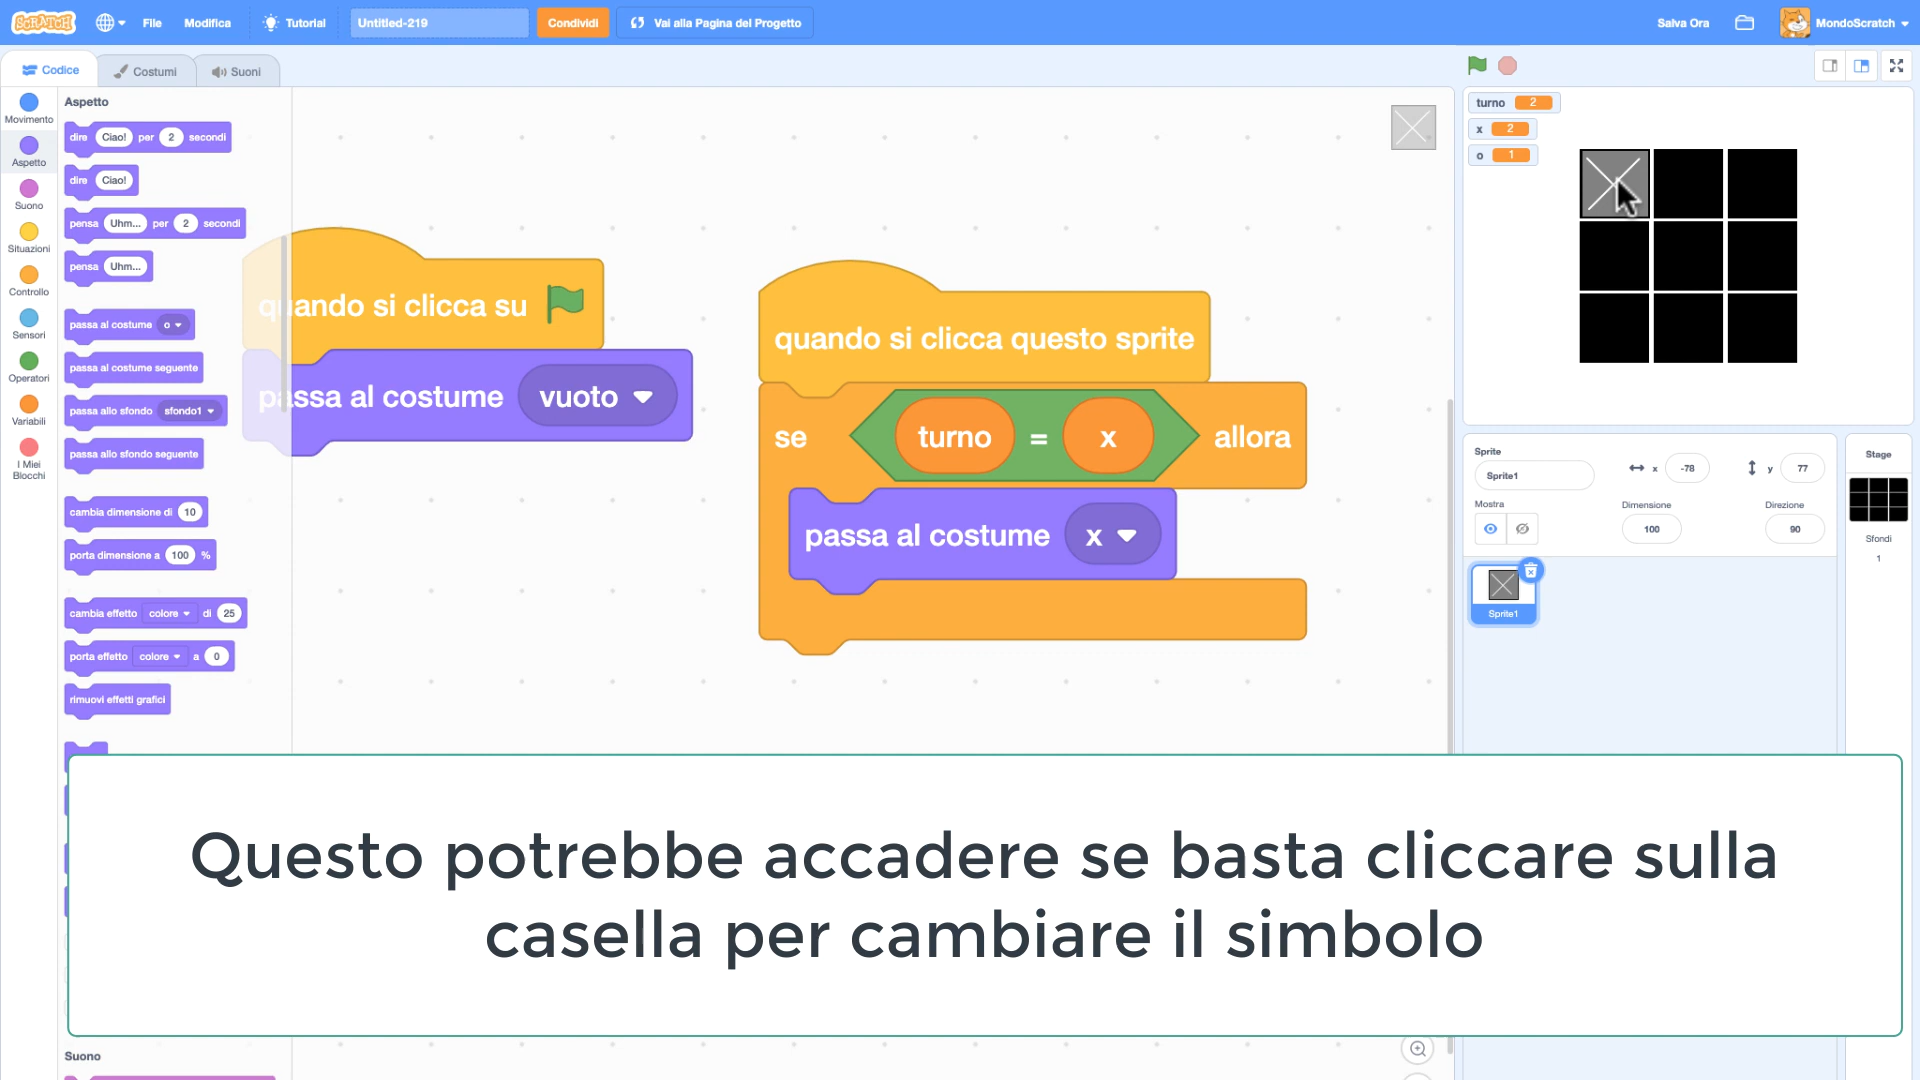 SCRATCH
File
Modifica
Tutorial
Untitled-219
Condividi
Vai alla Pagina del Progetto
Salva Ora
MondoScratch
Codice
Costumi
Suoni
Movimento
Aspetto
Suono
Situazioni
Controllo
Sensori
Operatori
Variabili
I Miei
Blocchi
Aspetto
dire Ciao! per 2 secondi
dire Ciao!
pensa Uhm... per 2 secondi
pensa Uhm...
passa al costume o
passa al costume seguente
passa allo sfondo sfondo1
passa allo sfondo seguente
cambia dimensione di 10
porta dimensione a 100 %
cambia effetto colore di 25
porta effetto colore a 0
rimuovi effetti grafici
Suono
quando si clicca su
passa al costume vuoto
quando si clicca questo sprite
se turno = x allora
passa al costume x
turno 2
x 2
o 1
Sprite
Sprite1
x -78
y 77
Mostra
Dimensione
100
Direzione
90
Sprite1
Stage
Sfondi
1
Questo potrebbe accadere se basta cliccare sulla
casella per cambiare il simbolo